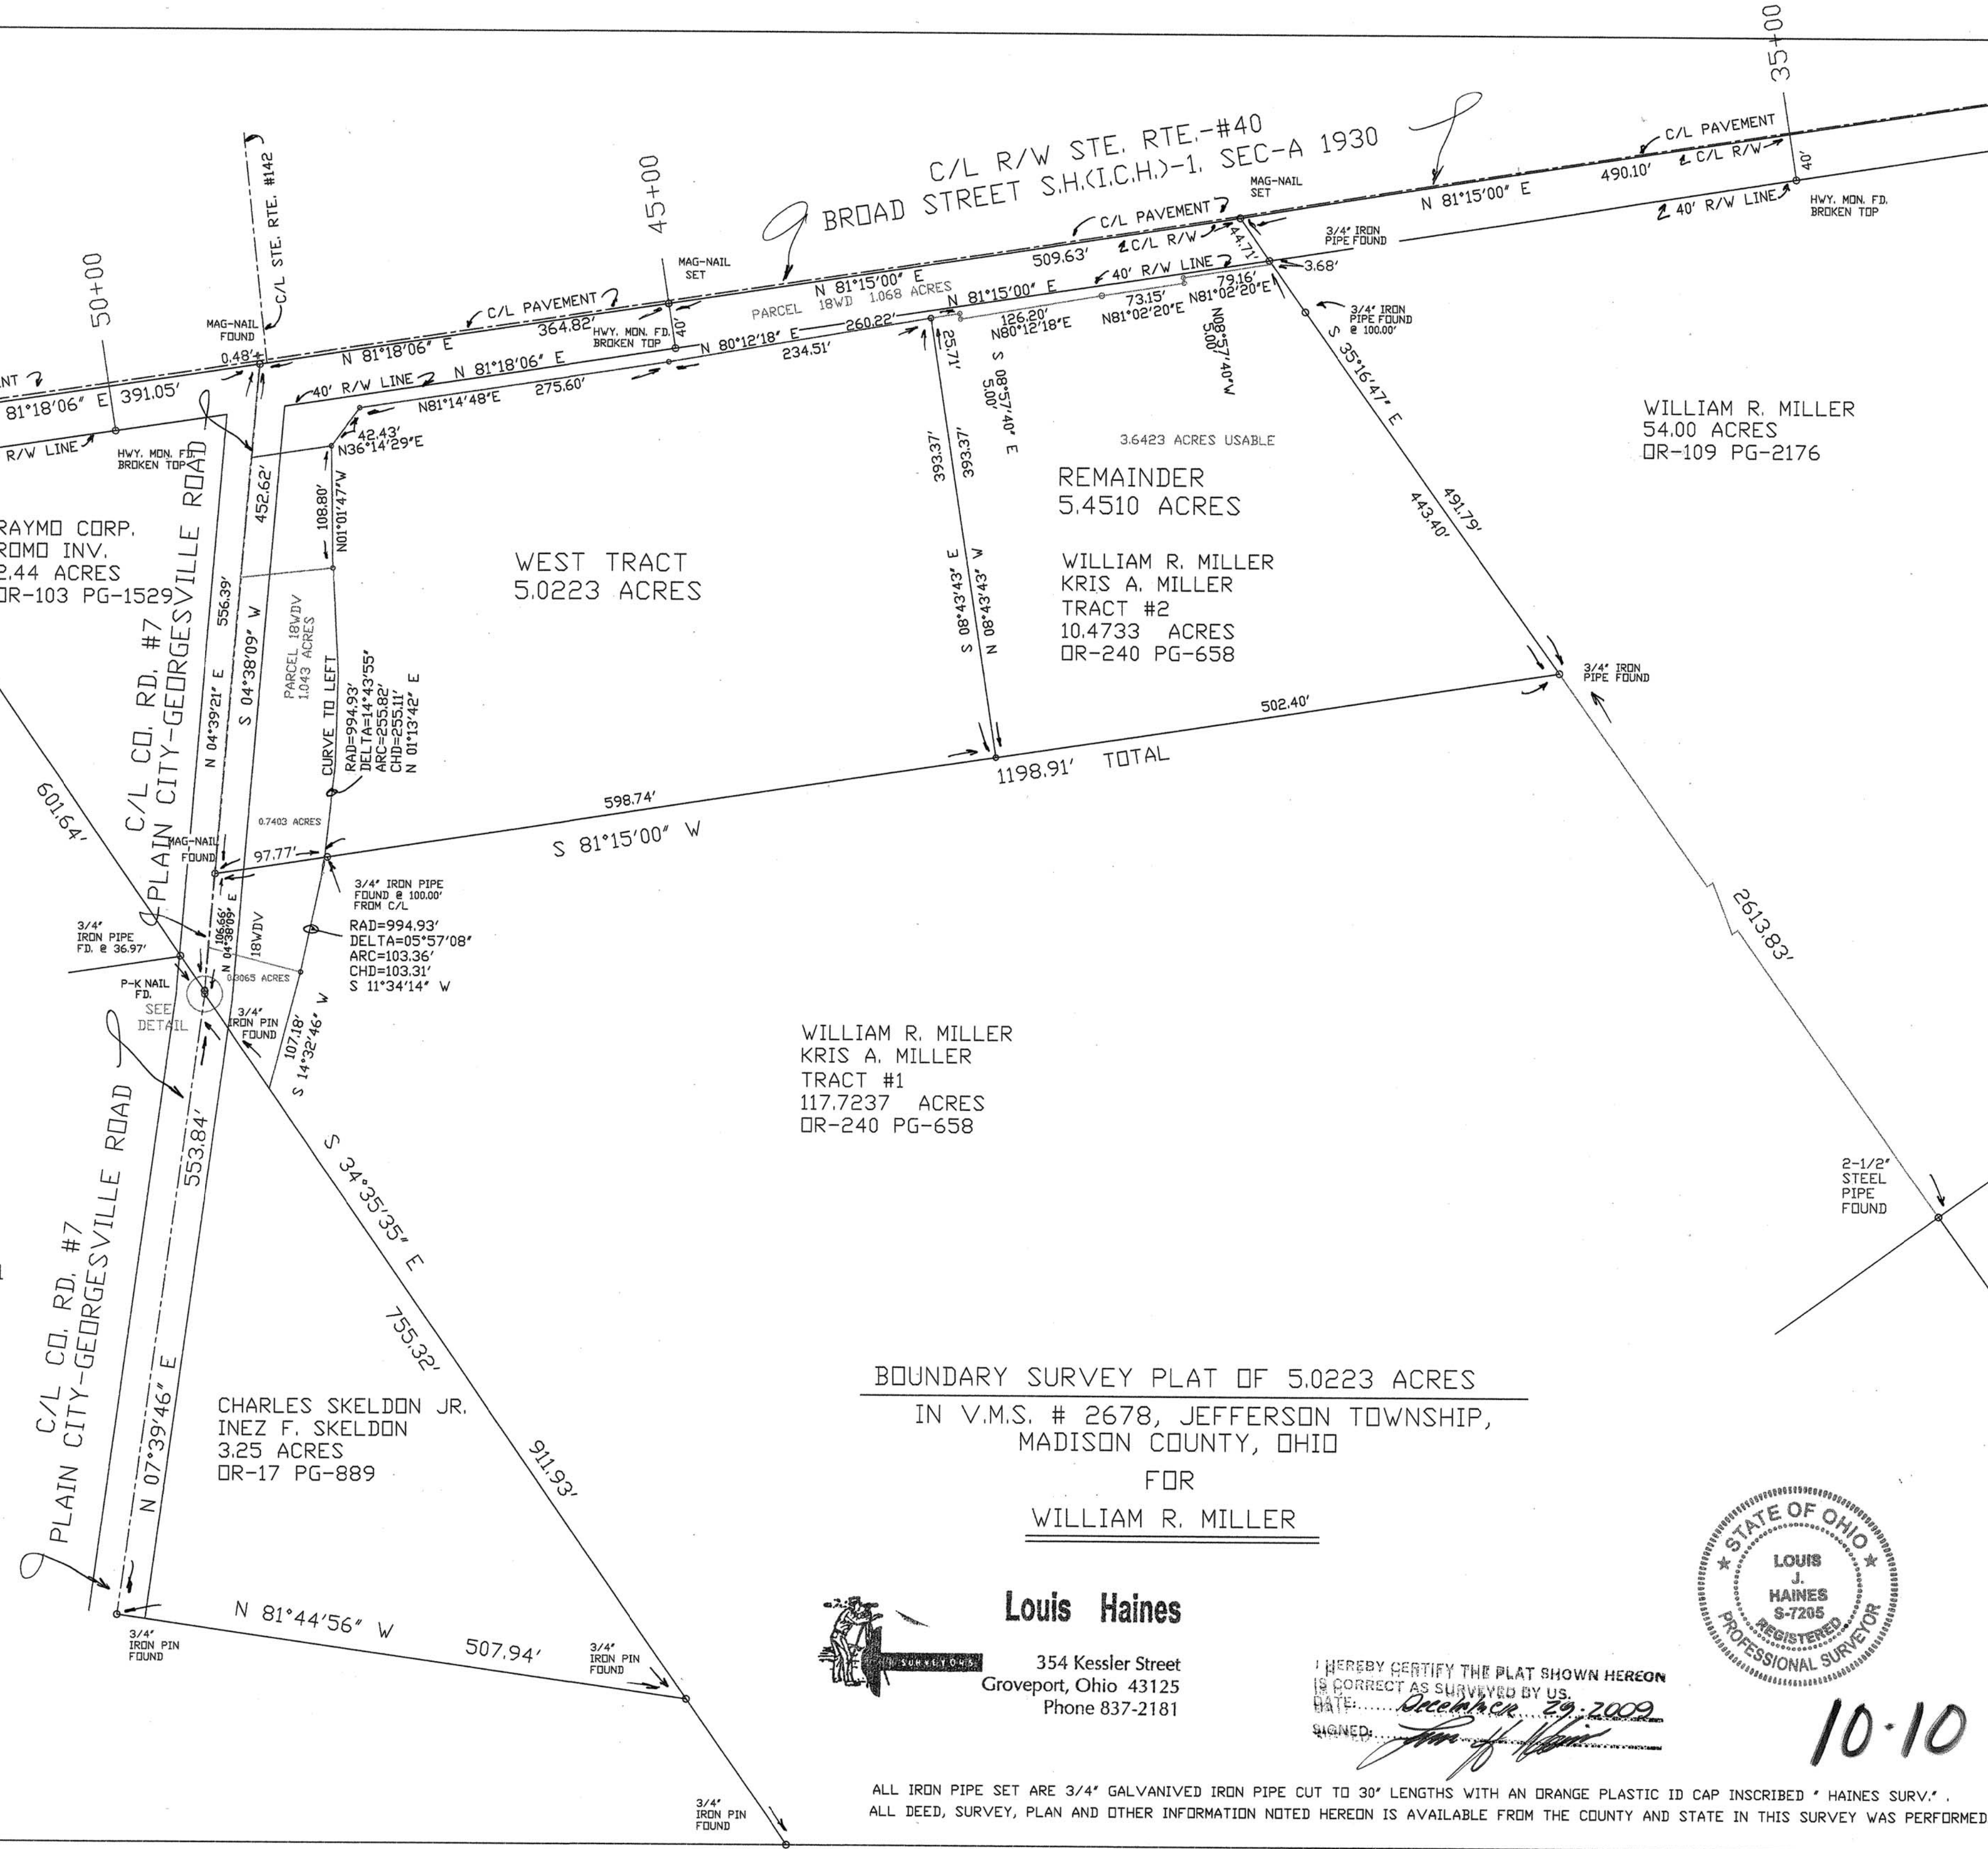 35+00
C/L R/W STE. RTE.-#40
BROAD STREET S.H.(I.C.H.)-1, SEC-A 1930
C/L PAVEMENT
C/L R/W
490.10'
40'
N 81°15'00" E
40' R/W LINE
HWY. MON. FD.
BROKEN TOP
MAG-NAIL
SET
C/L PAVEMENT
C/L R/W
509.63'
44.71'
3/4" IRON
PIPE FOUND
3.68'
3/4" IRON
PIPE FOUND
@ 100.00'
45+00
MAG-NAIL
SET
N 81°15'00" E
PARCEL 18WD 1.068 ACRES
40' R/W LINE
N 81°15'00" E
79.16'
N81°02'20"E
73.15'
N81°02'20"E
126.20'
N80°12'18"E
N08°57'40"W
5.00'
S 08°57'40" E
5.00'
25.71'
C/L STE. RTE. #142
50+00
MAG-NAIL
FOUND
0.48'±
C/L PAVEMENT
364.82'
N 81°18'06" E
HWY. MON. FD.
BROKEN TOP
40'
N 80°12'18" E
260.22'
234.51'
40' R/W LINE
N 81°18'06" E
N81°14'48"E
275.60'
42.43'
N36°14'29"E
NT
81°18'06" E
391.05'
R/W LINE
HWY. MON. FD.
BROKEN TOP
S 35°16'47" E
491.79'
443.40'
WILLIAM R. MILLER
54.00 ACRES
OR-109 PG-2176
3.6423 ACRES USABLE
REMAINDER
5.4510 ACRES
WILLIAM R. MILLER
KRIS A. MILLER
TRACT #2
10.4733 ACRES
OR-240 PG-658
393.37'
393.37'
S 08°43'43" E
N 08°43'43" W
WEST TRACT
5.0223 ACRES
RAYMO CORP.
ROMO INV.
2.44 ACRES
OR-103 PG-1529
C/L CO. RD. #7
PLAIN CITY-GEORGESVILLE ROAD
452.62'
556.39'
N 04°39'21" E
S 04°38'09" W
108.80'
N01°01'47"W
PARCEL 18WDV
1.043 ACRES
CURVE TO LEFT
RAD=994.93'
DELTA=14°43'55"
ARC=255.82'
CHD=255.11'
N 01°13'42" E
3/4" IRON
PIPE FOUND
502.40'
1198.91' TOTAL
598.74'
S 81°15'00" W
0.7403 ACRES
MAG-NAIL
FOUND
97.77'
601.64'
3/4" IRON PIPE
FOUND @ 100.00'
FROM C/L
RAD=994.93'
DELTA=05°57'08"
ARC=103.36'
CHD=103.31'
S 11°34'14" W
106.66'
N 04°38'09" E
18WDV
0.3065 ACRES
3/4"
IRON PIPE
FD. @ 36.97'
P-K NAIL
FD.
SEE
DETAIL
3/4"
IRON PIN
FOUND
107.18'
S 14°32'46" W
2613.83'
WILLIAM R. MILLER
KRIS A. MILLER
TRACT #1
117.7237 ACRES
OR-240 PG-658
2-1/2"
STEEL
PIPE
FOUND
C/L CO. RD. #7
PLAIN CITY-GEORGESVILLE ROAD
553.84'
N 07°39'46" E
S 34°35'35" E
755.32'
911.93'
CHARLES SKELDON JR.
INEZ F. SKELDON
3.25 ACRES
OR-17 PG-889
N 81°44'56" W
507.94'
3/4"
IRON PIN
FOUND
3/4"
IRON PIN
FOUND
3/4"
IRON PIN
FOUND
BOUNDARY SURVEY PLAT OF 5.0223 ACRES
IN V.M.S. # 2678, JEFFERSON TOWNSHIP,
MADISON COUNTY, OHIO
FOR
WILLIAM R. MILLER
Louis Haines
SURVEYORS
354 Kessler Street
Groveport, Ohio 43125
Phone 837-2181
STATE OF OHIO
LOUIS
J.
HAINES
S-7205
REGISTERED
PROFESSIONAL SURVEYOR
I HEREBY CERTIFY THE PLAT SHOWN HEREON
IS CORRECT AS SURVEYED BY US.
DATE: December 29, 2009
SIGNED:
10-10
ALL IRON PIPE SET ARE 3/4" GALVANIVED IRON PIPE CUT TO 30" LENGTHS WITH AN ORANGE PLASTIC ID CAP INSCRIBED " HAINES SURV." .
ALL DEED, SURVEY, PLAN AND OTHER INFORMATION NOTED HEREON IS AVAILABLE FROM THE COUNTY AND STATE IN THIS SURVEY WAS PERFORMED